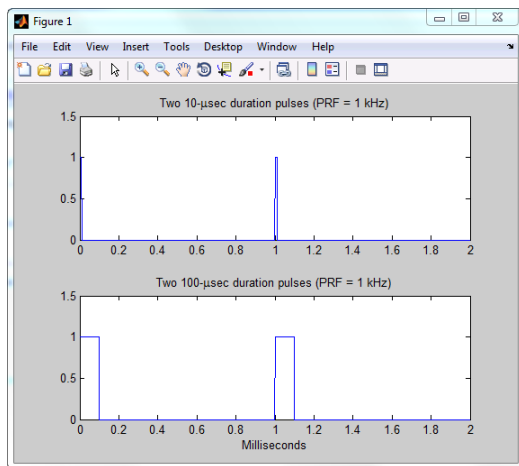 Figure 1
File Edit View Insert Tools Desktop Window Help
Two 10-μsec duration pulses (PRF = 1 kHz)
1.5
1
0.5
0
0 0.2 0.4 0.6 0.8 1 1.2 1.4 1.6 1.8 2
Two 100-μsec duration pulses (PRF = 1 kHz)
1.5
1
0.5
0
0 0.2 0.4 0.6 0.8 1 1.2 1.4 1.6 1.8 2
Milliseconds